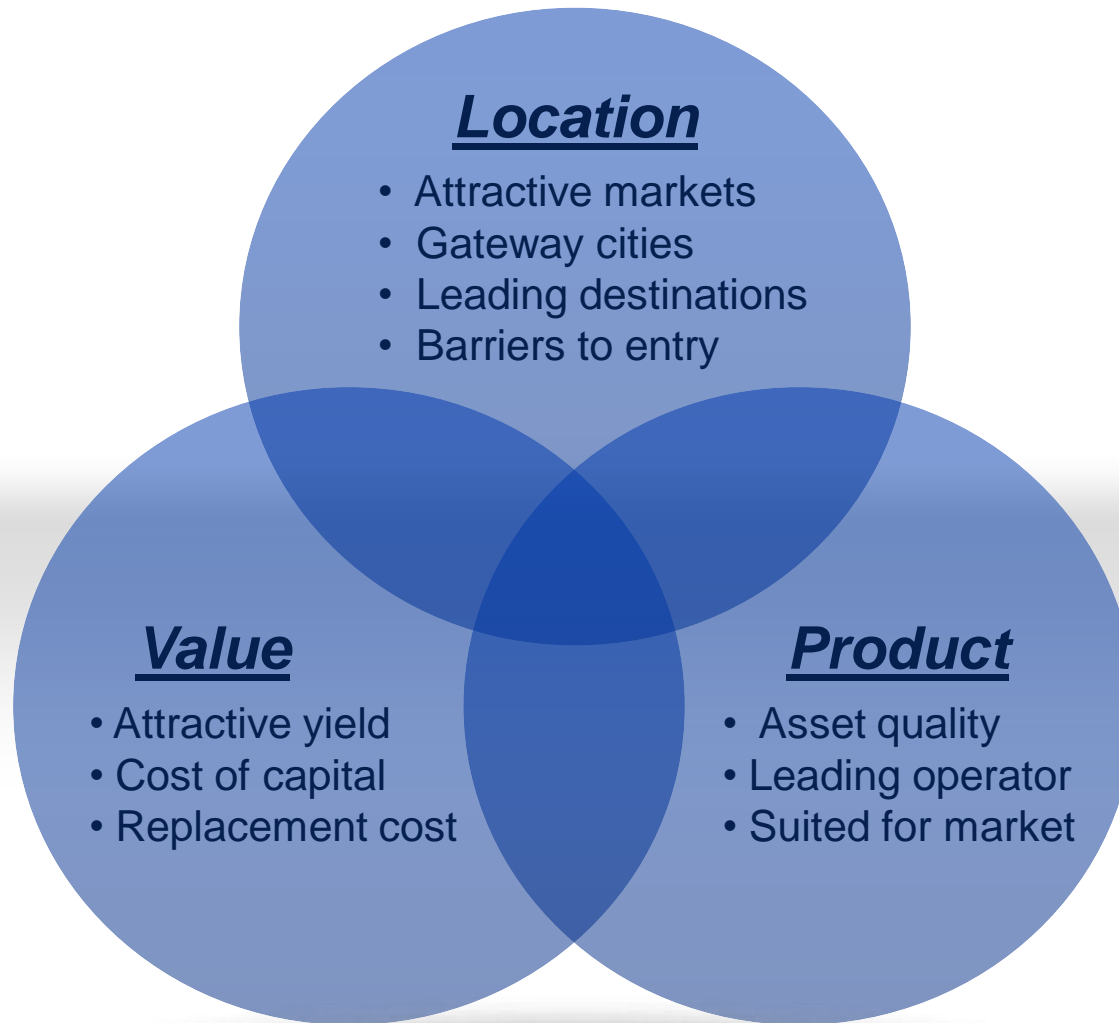 Location
• Attractive markets
• Gateway cities
• Leading destinations
• Barriers to entry
Value
• Attractive yield
• Cost of capital
• Replacement cost
Product
• Asset quality
• Leading operator
• Suited for market